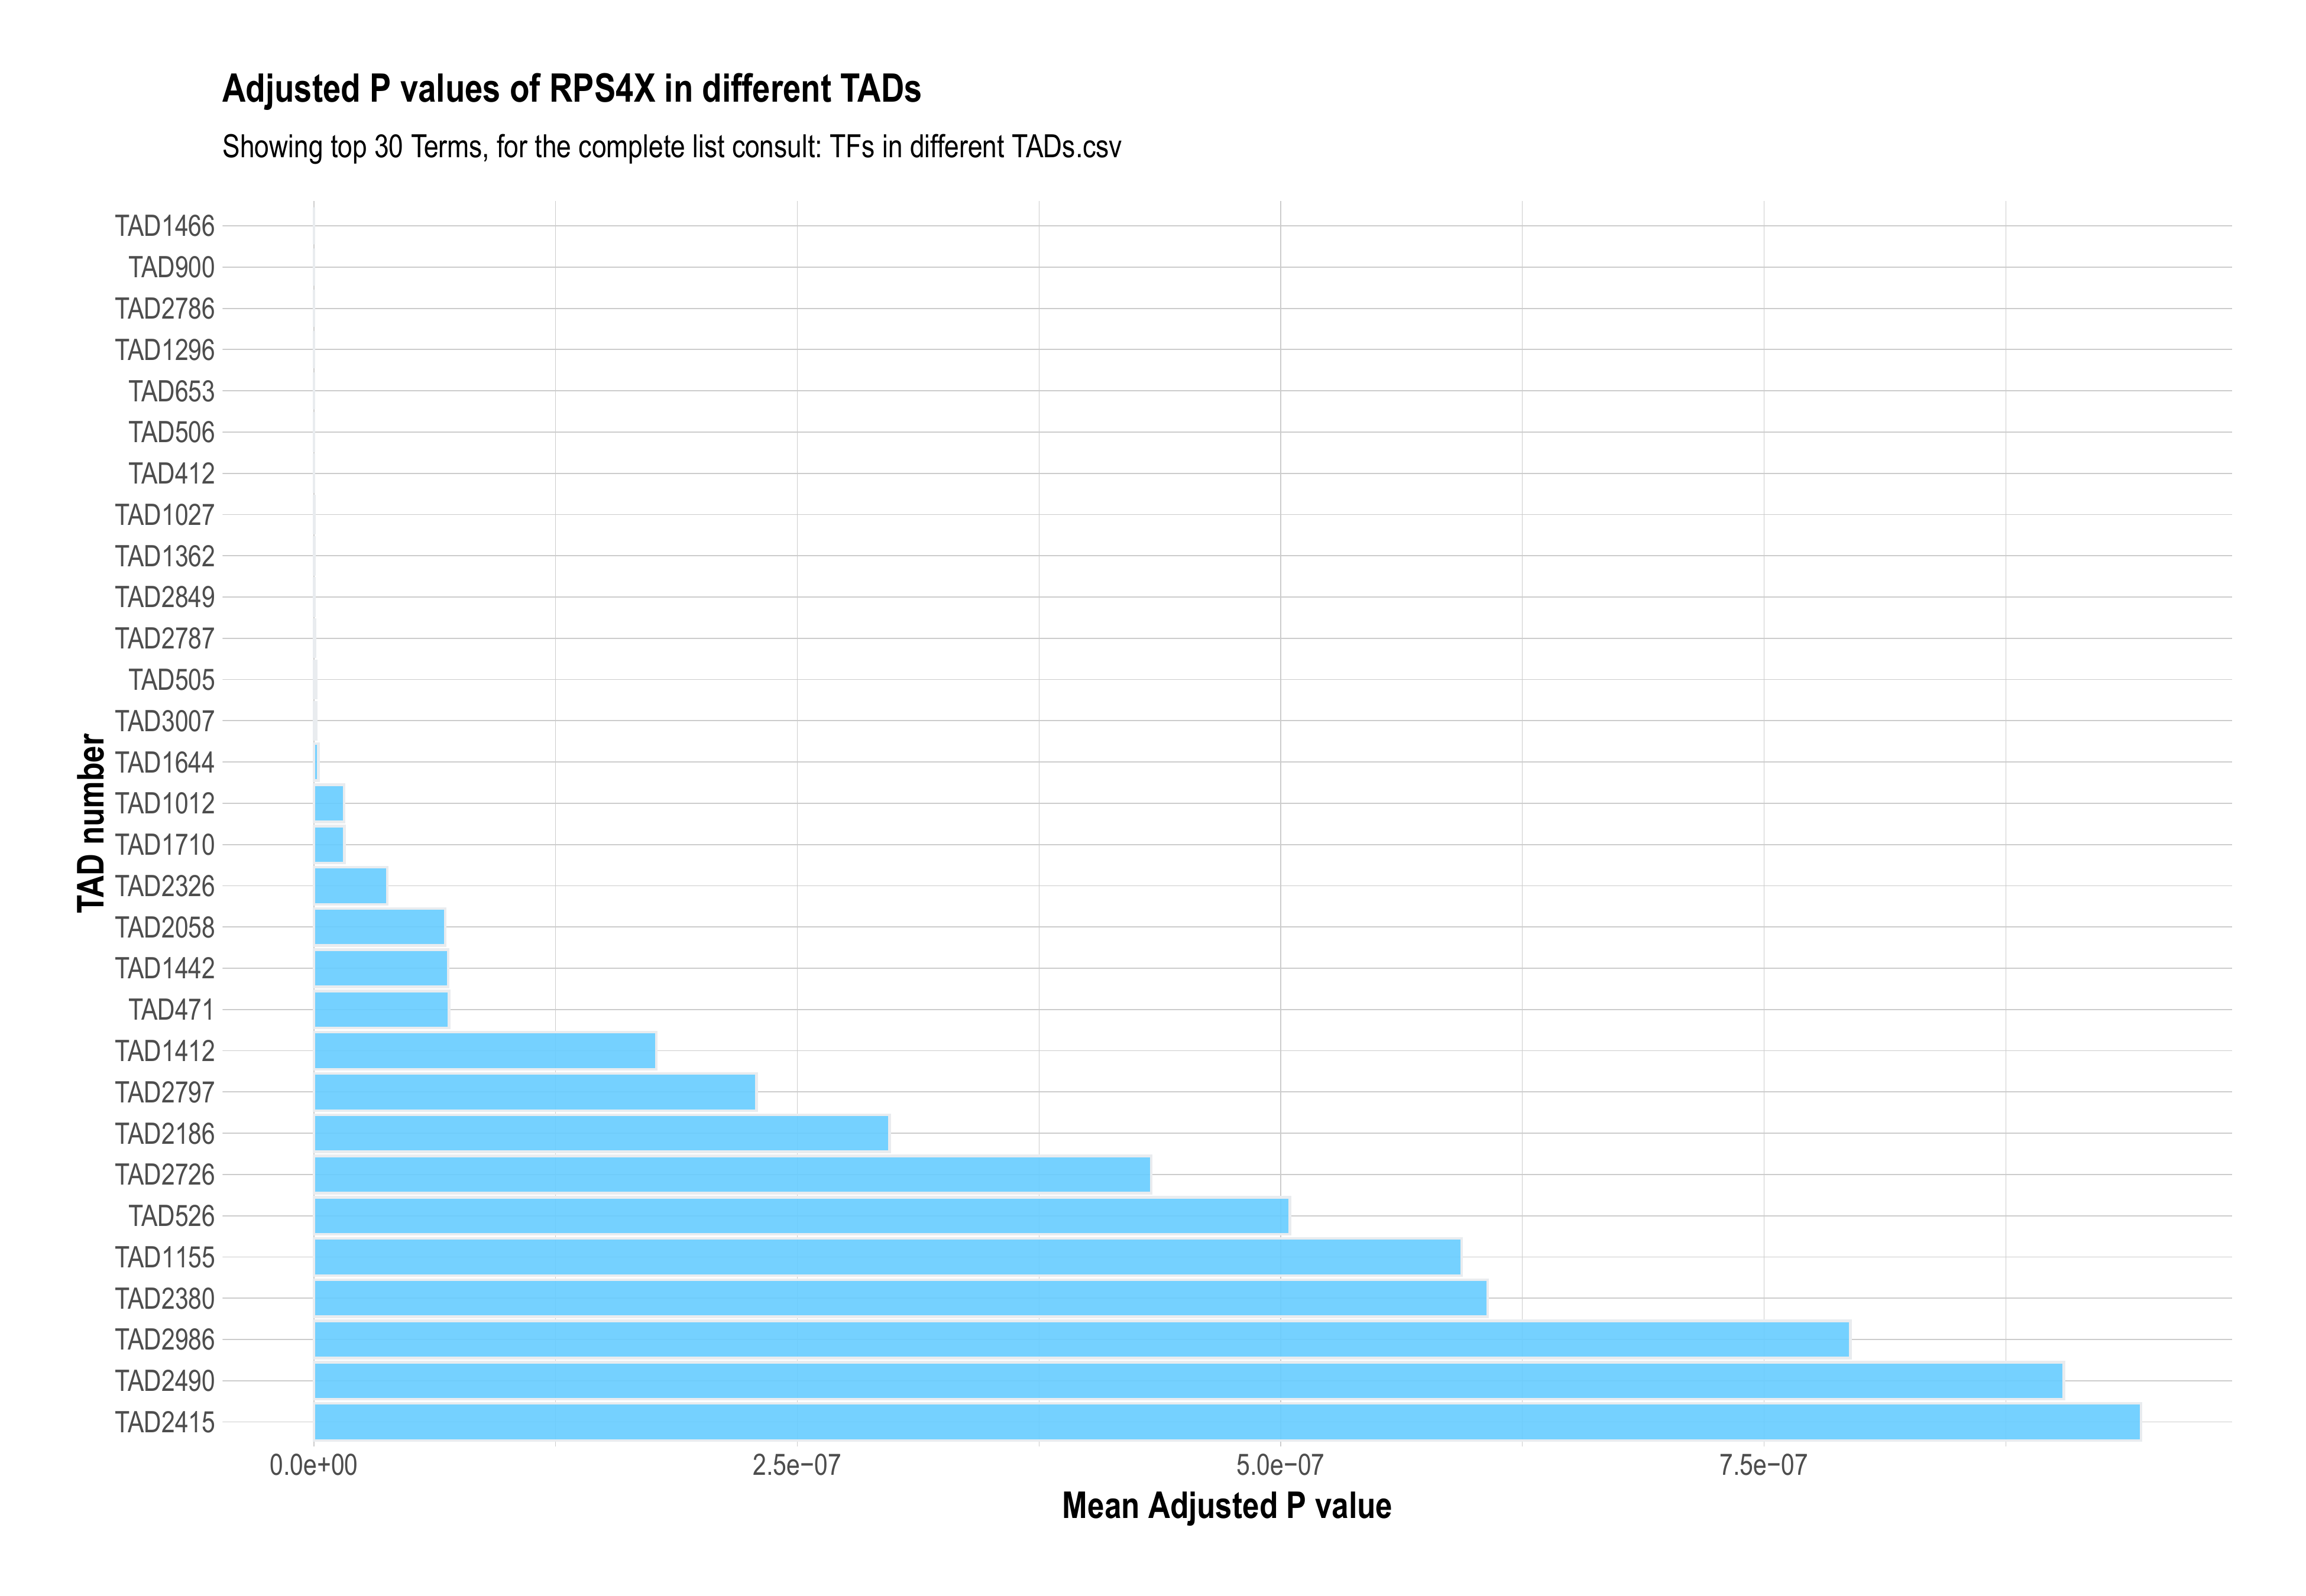 Adjusted P values of RPS4X in different TADs
Showing top 30 Terms, for the complete list consult: TFs in different TADs.csv
TAD number
TAD1466
TAD900
TAD2786
TAD1296
TAD653
TAD506
TAD412
TAD1027
TAD1362
TAD2849
TAD2787
TAD505
TAD3007
TAD1644
TAD1012
TAD1710
TAD2326
TAD2058
TAD1442
TAD471
TAD1412
TAD2797
TAD2186
TAD2726
TAD526
TAD1155
TAD2380
TAD2986
TAD2490
TAD2415
0.0e+00 2.5e−07 5.0e−07 7.5e−07
Mean Adjusted P value